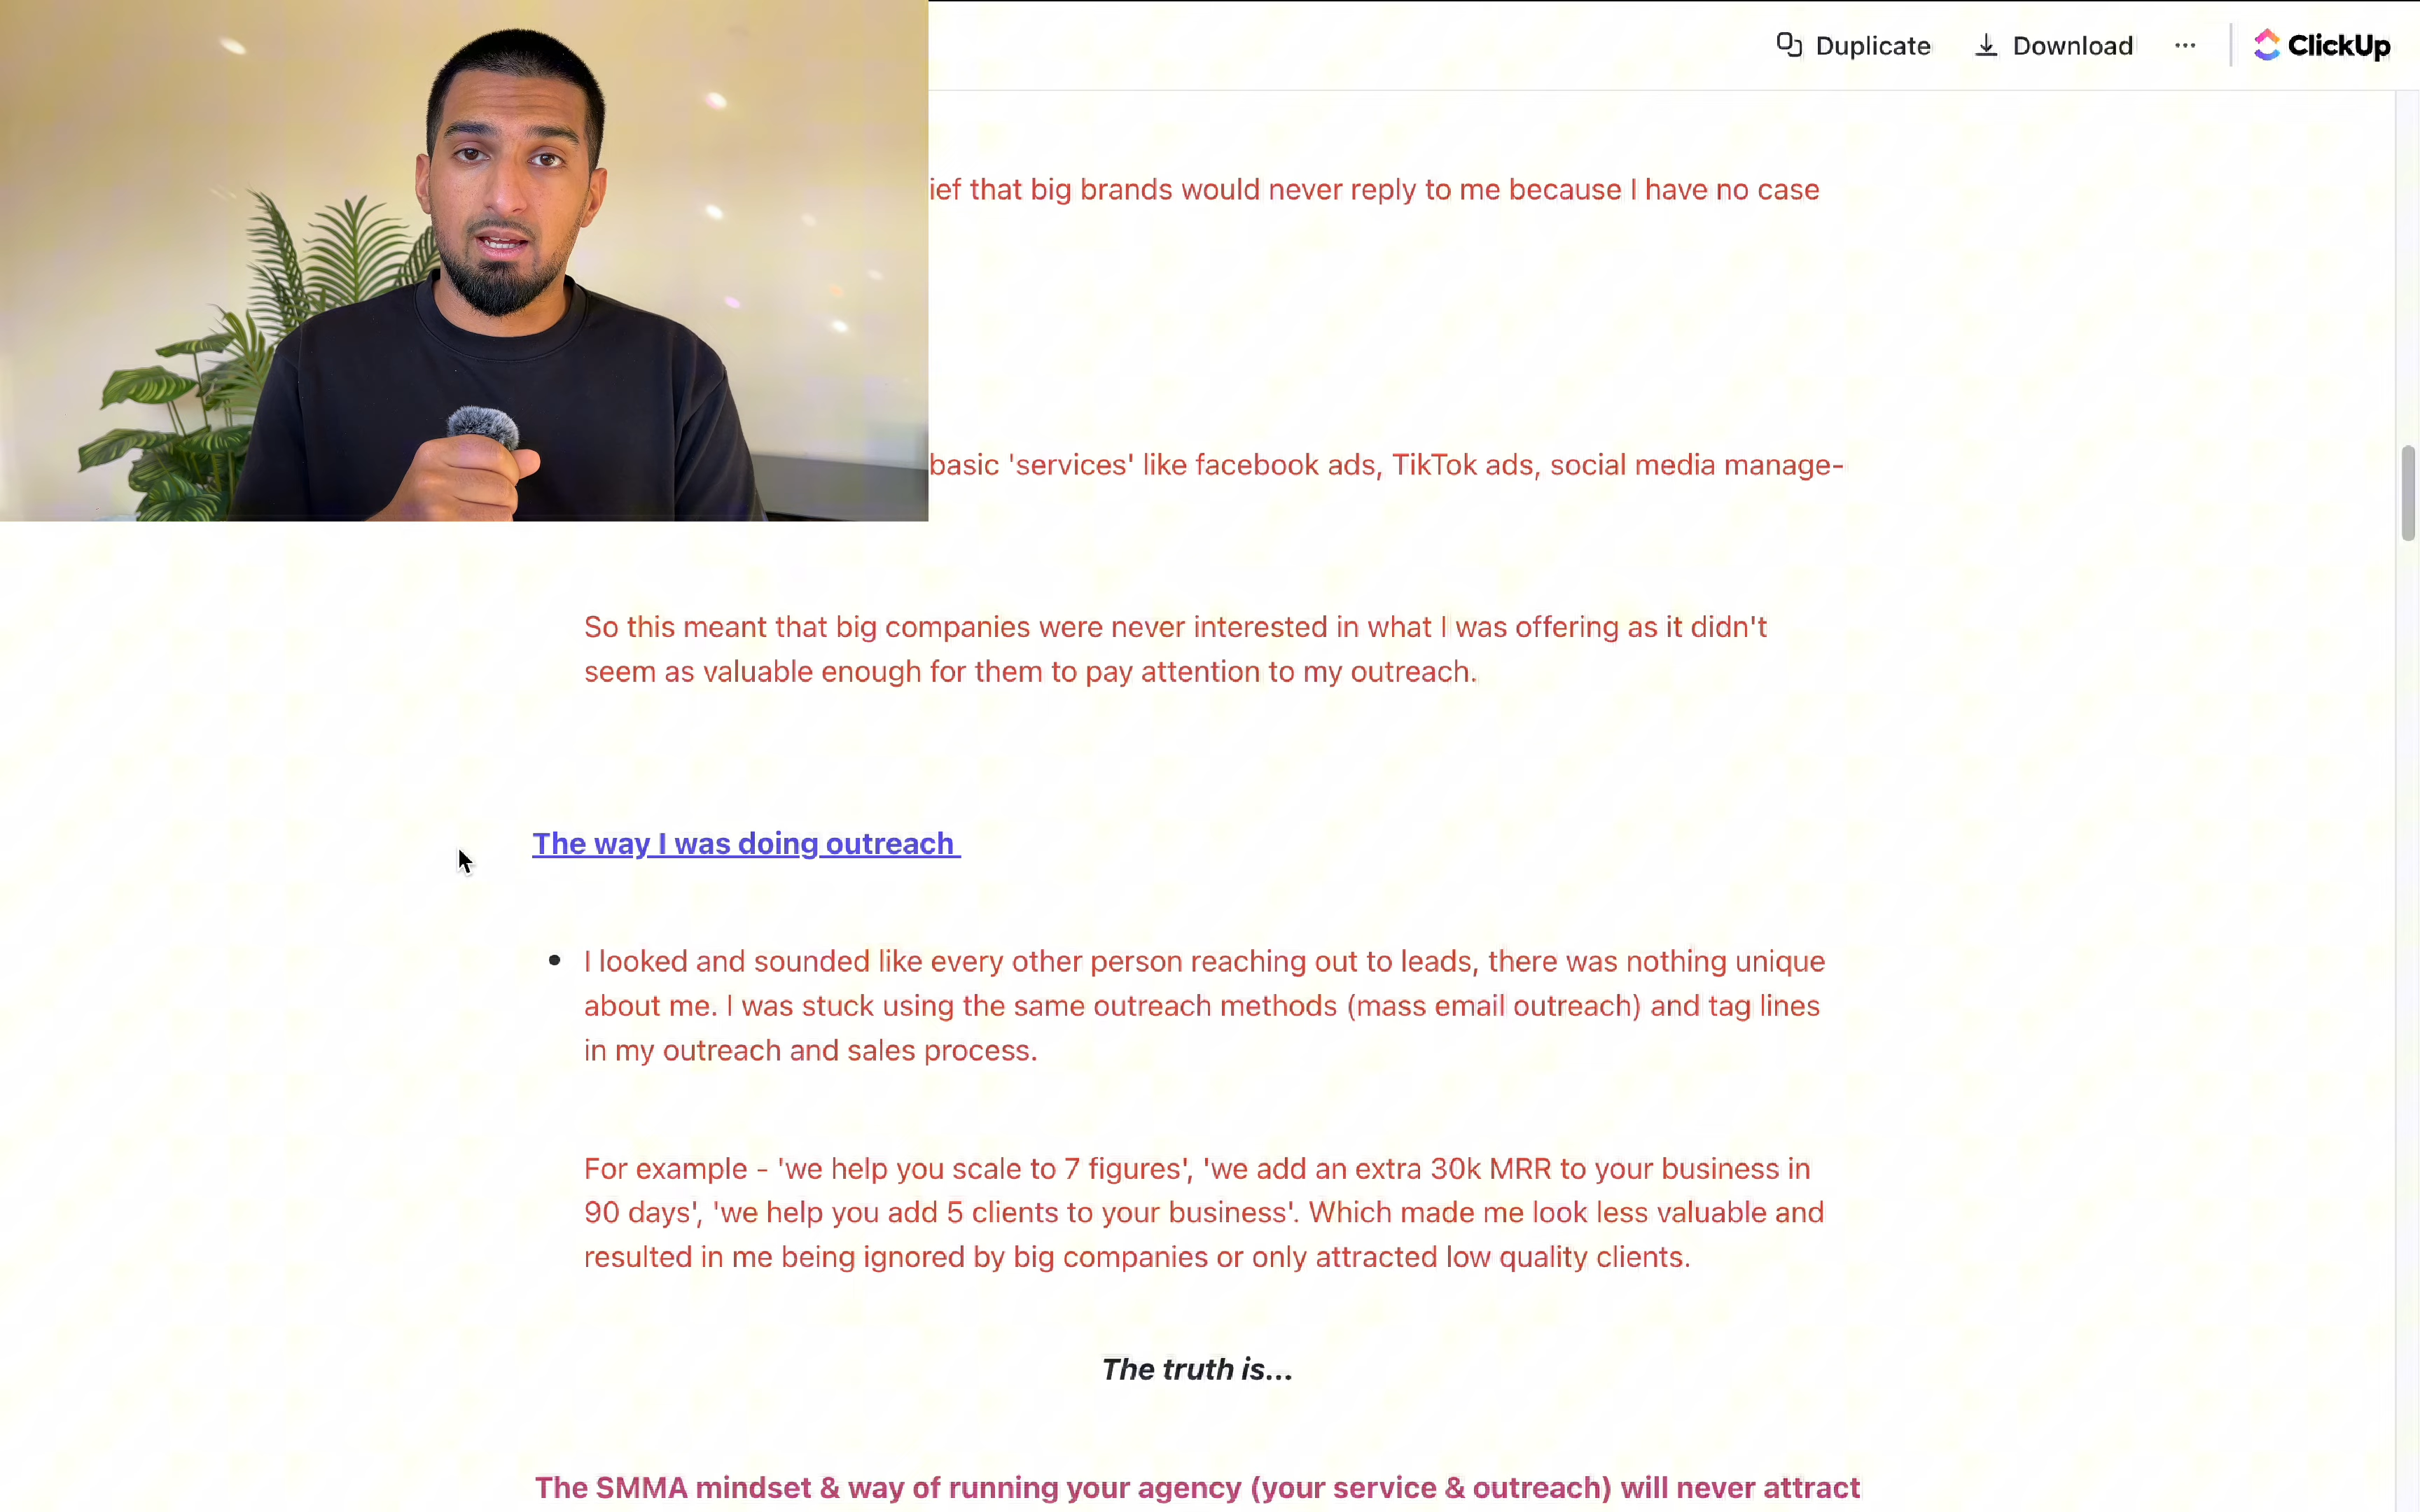 Duplicate Download ClickUp
ief that big brands would never reply to me because I have no case
basic 'services' like facebook ads, TikTok ads, social media manage-
So this meant that big companies were never interested in what I was offering as it didn't
seem as valuable enough for them to pay attention to my outreach.
The way I was doing outreach
• I looked and sounded like every other person reaching out to leads, there was nothing unique
about me. I was stuck using the same outreach methods (mass email outreach) and tag lines
in my outreach and sales process.
For example - 'we help you scale to 7 figures', 'we add an extra 30k MRR to your business in
90 days', 'we help you add 5 clients to your business'. Which made me look less valuable and
resulted in me being ignored by big companies or only attracted low quality clients.
The truth is...
The SMMA mindset & way of running your agency (your service & outreach) will never attract